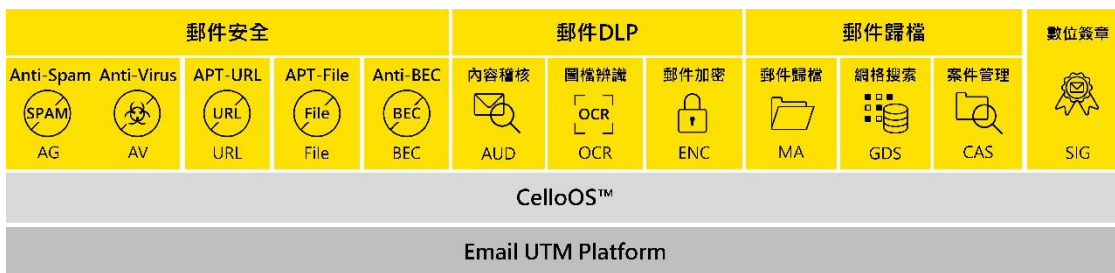 郵件安全 郵件DLP 郵件歸檔 數位簽章
Anti-Spam Anti-Virus APT-URL APT-File Anti-BEC 內容稽核 圖檔辨識 郵件加密 郵件歸檔 網格搜索 案件管理
SPAM URL File BEC OCR
AG AV URL File BEC AUD OCR ENC MA GDS CAS SIG
CelloOS™
Email UTM Platform